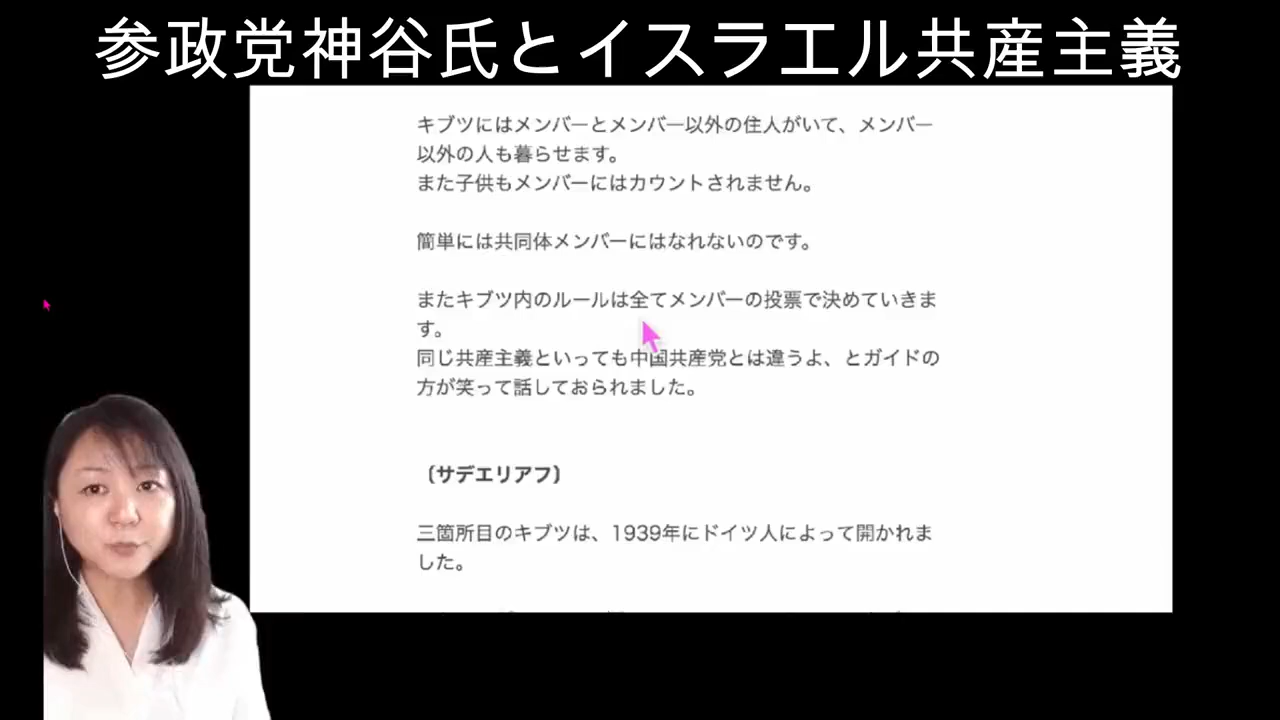 参政党神谷氏とイスラエル共産主義
キブツにはメンバーとメンバー以外の住人がいて、メンバー
以外の人も暮らせます。
また子供もメンバーにはカウントされません。
簡単には共同体メンバーにはなれないのです。
またキブツ内のルールは全てメンバーの投票で決めていきま
す。
同じ共産主義といっても中国共産党とは違うよ、とガイドの
方が笑って話しておられました。
（サデエリアフ）
三箇所目のキブツは、1939年にドイツ人によって開かれま
した。